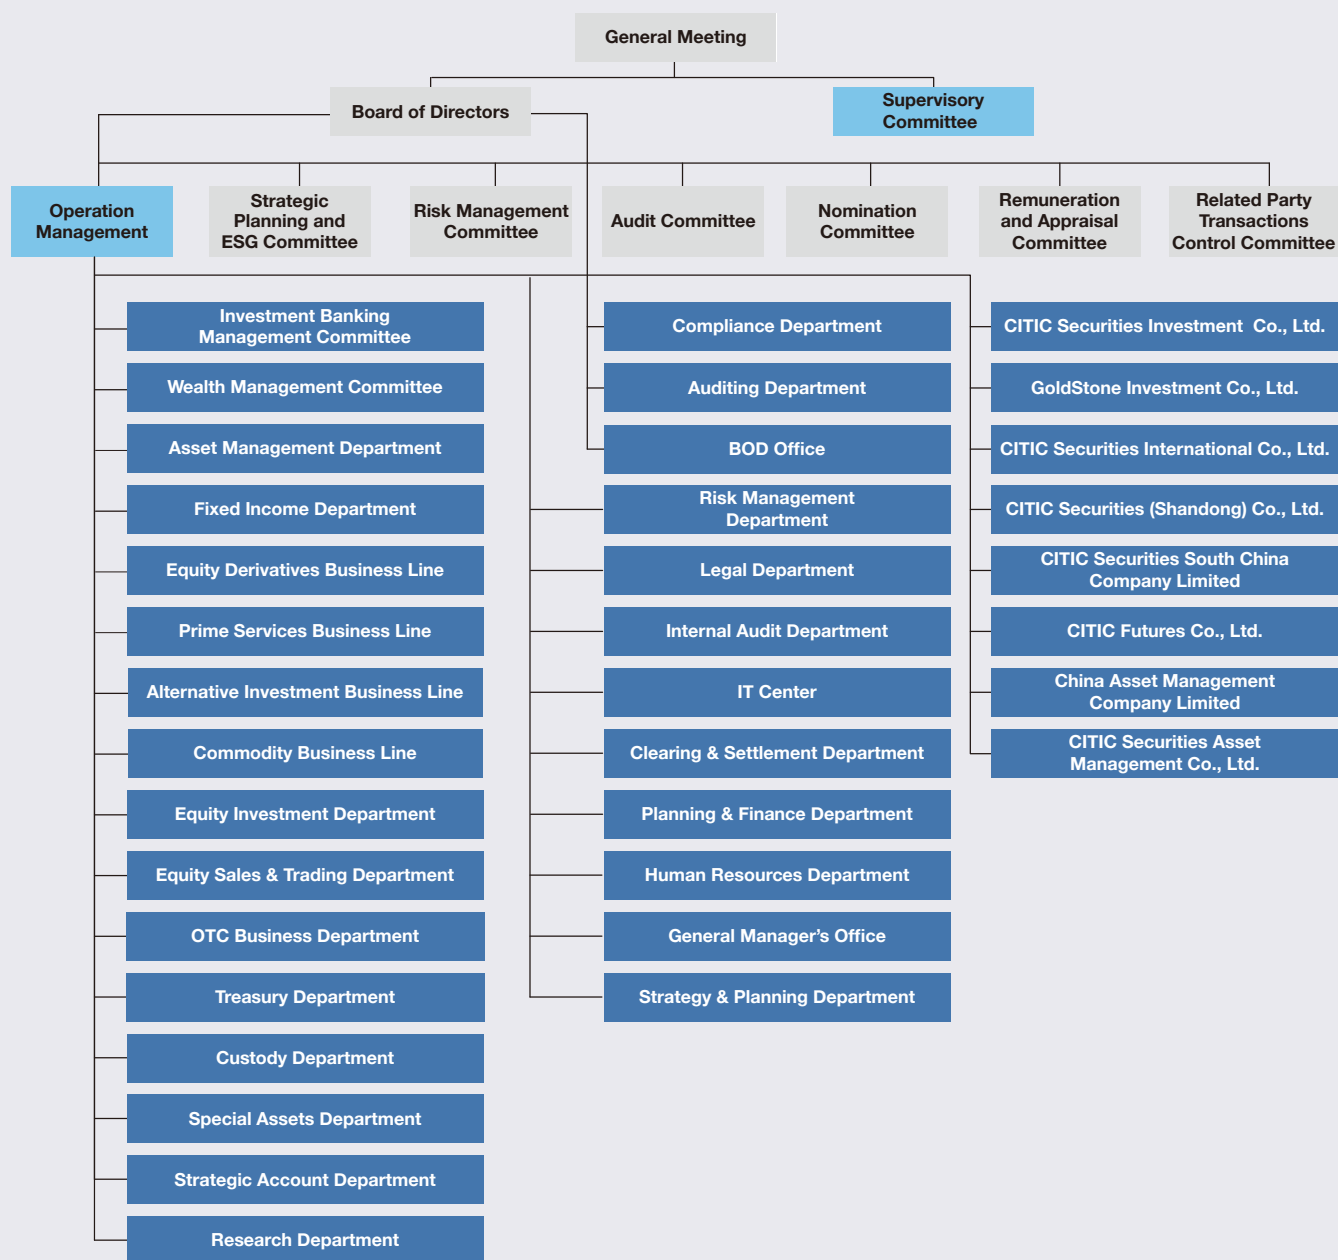 General Meeting
Board of Directors
Supervisory
Committee
Operation
Management
Strategic
Planning and
ESG Committee
Risk Management
Committee
Audit Committee
Nomination
Committee
Remuneration
and Appraisal
Committee
Related Party
Transactions
Control Committee
Investment Banking
Management Committee
Wealth Management Committee
Asset Management Department
Fixed Income Department
Equity Derivatives Business Line
Prime Services Business Line
Alternative Investment Business Line
Commodity Business Line
Equity Investment Department
Equity Sales & Trading Department
OTC Business Department
Treasury Department
Custody Department
Special Assets Department
Strategic Account Department
Research Department
Compliance Department
Auditing Department
BOD Office
Risk Management
Department
Legal Department
Internal Audit Department
IT Center
Clearing & Settlement Department
Planning & Finance Department
Human Resources Department
General Manager's Office
Strategy & Planning Department
CITIC Securities Investment Co., Ltd.
GoldStone Investment Co., Ltd.
CITIC Securities International Co., Ltd.
CITIC Securities (Shandong) Co., Ltd.
CITIC Securities South China
Company Limited
CITIC Futures Co., Ltd.
China Asset Management
Company Limited
CITIC Securities Asset
Management Co., Ltd.